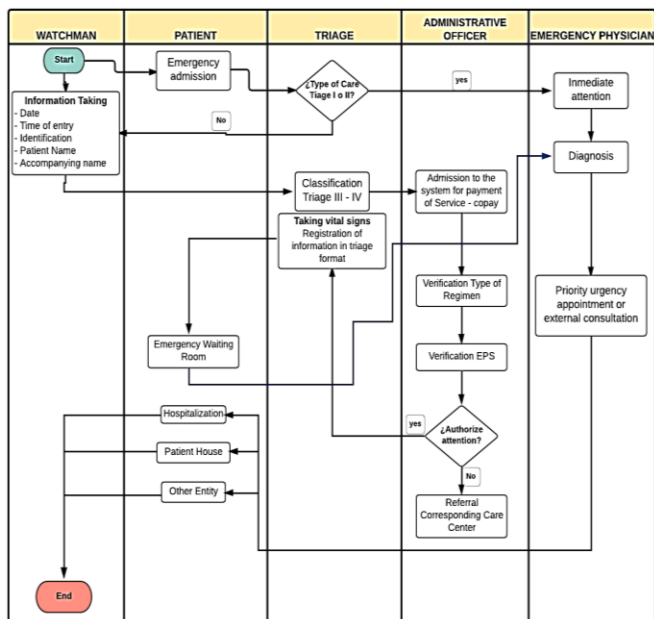 WATCHMAN
PATIENT
TRIAGE
ADMINISTRATIVE
OFFICER
EMERGENCY PHYSICIAN
Start
Emergency
admission
¿Type of Care
Tiage I o II?
yes
Inmediate
attention
No
Information Taking
- Date
- Time of entry
- Identification
- Patient Name
- Accompanying name
Diagnosis
Classification
Triage III - IV
Admission to the
system for payment
of Service - copay
Taking vital signs
Registration of
information in triage
format
Verification Type of
Regimen
Priority urgency
appointment or
external consultation
Emergency Waiting
Room
Verification EPS
Hospitalization
yes
¿Authorize
attention?
Patient House
No
Other Entity
Referral
Corresponding Care
Center
End